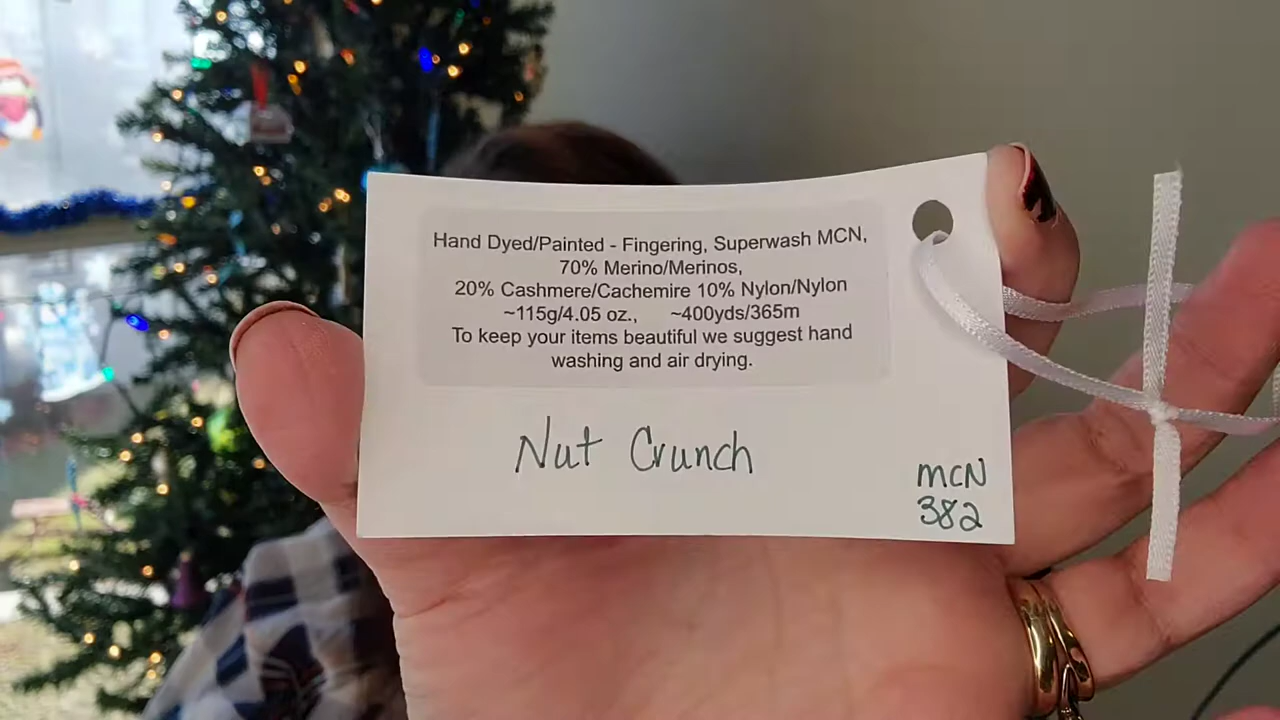 Hand Dyed/Painted - Fingering, Superwash MCN,
70% Merino/Merinos,
20% Cashmere/Cachemire 10% Nylon/Nylon
~115g/4.05 oz., ~400yds/365m
To keep your items beautiful we suggest hand
washing and air drying.
Nut Crunch
MCN
382